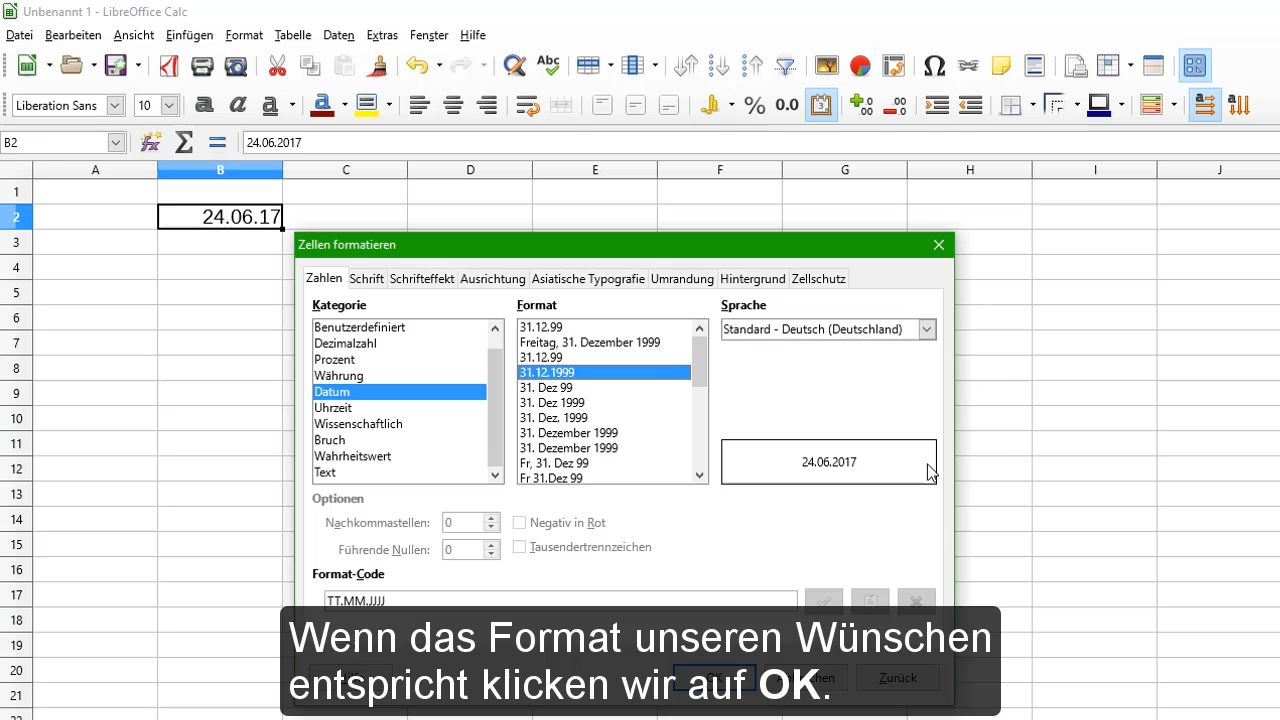 Unbenannt 1 - LibreOffice Calc
Datei Bearbeiten Ansicht Einfügen Format Tabelle Daten Extras Fenster Hilfe
Abc
Liberation Sans 10 a a a a % 0.0
B2 fx Σ = 24.06.2017
A B C D E F G H I J
1
2 24.06.17
3
Zellen formatieren
4
Zahlen Schrift Schrifteffekt Ausrichtung Asiatische Typografie Umrandung Hintergrund Zellschutz
5
Kategorie Format Sprache
6
Benutzerdefiniert 31.12.99 Standard - Deutsch (Deutschland)
7
Dezimalzahl Freitag, 31. Dezember 1999
Prozent 31.12.99
8
Währung 31.12.1999
9
Datum 31. Dez 99
Uhrzeit 31. Dez 1999
10
Wissenschaftlich 31. Dez. 1999
11
Bruch 31. Dezember 1999
Wahrheitswert 31. Dezember 1999
12
Text Fr, 31. Dez 99 24.06.2017
Fr 31.Dez 99
13
Optionen
14
Nachkommastellen: 0 Negativ in Rot
15
Führende Nullen: 0 Tausendertrennzeichen
16
Format-Code
17
TT.MM.JJJJ
18
19
20
21
Zurück
Wenn das Format unseren Wünschen
entspricht klicken wir auf OK.